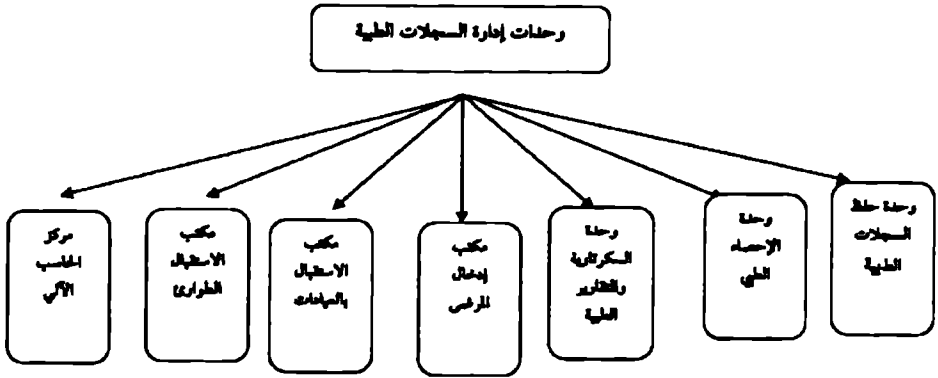 وحدات إدارة السجلات الطبية
وحدة حفظ
السجلات
الطبية
وحدة
الإحصاء
الطبي
وحدة
السكرتارية
والتقارير
الطبية
مكتب
إدخال
المرضى
مكتب
الاستقبال
بالعيادات
مكتب
الاستقبال
الطوارئ
مركز
الحاسب
الآلي